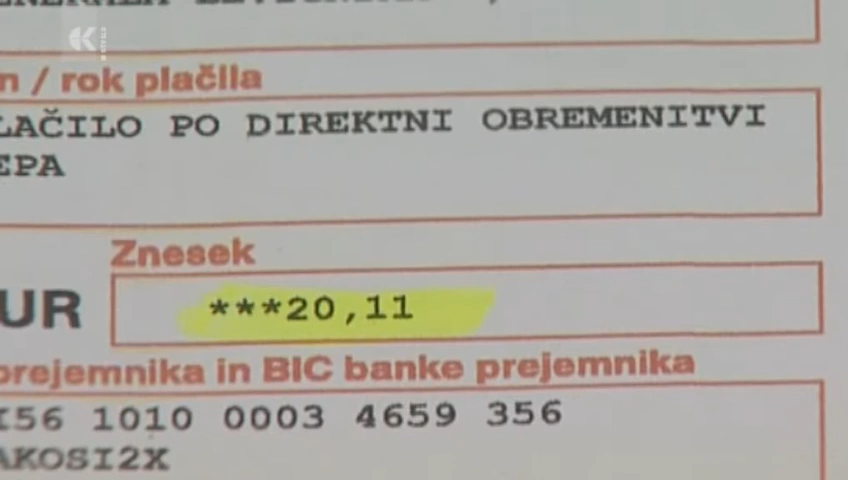 n / rok plačila
LAČILO PO DIREKTNI OBREMENITVI
EPA
Znesek
UR ***20,11
prejemnika in BIC banke prejemnika
I56 1010 0003 4659 356
AKOSI2X